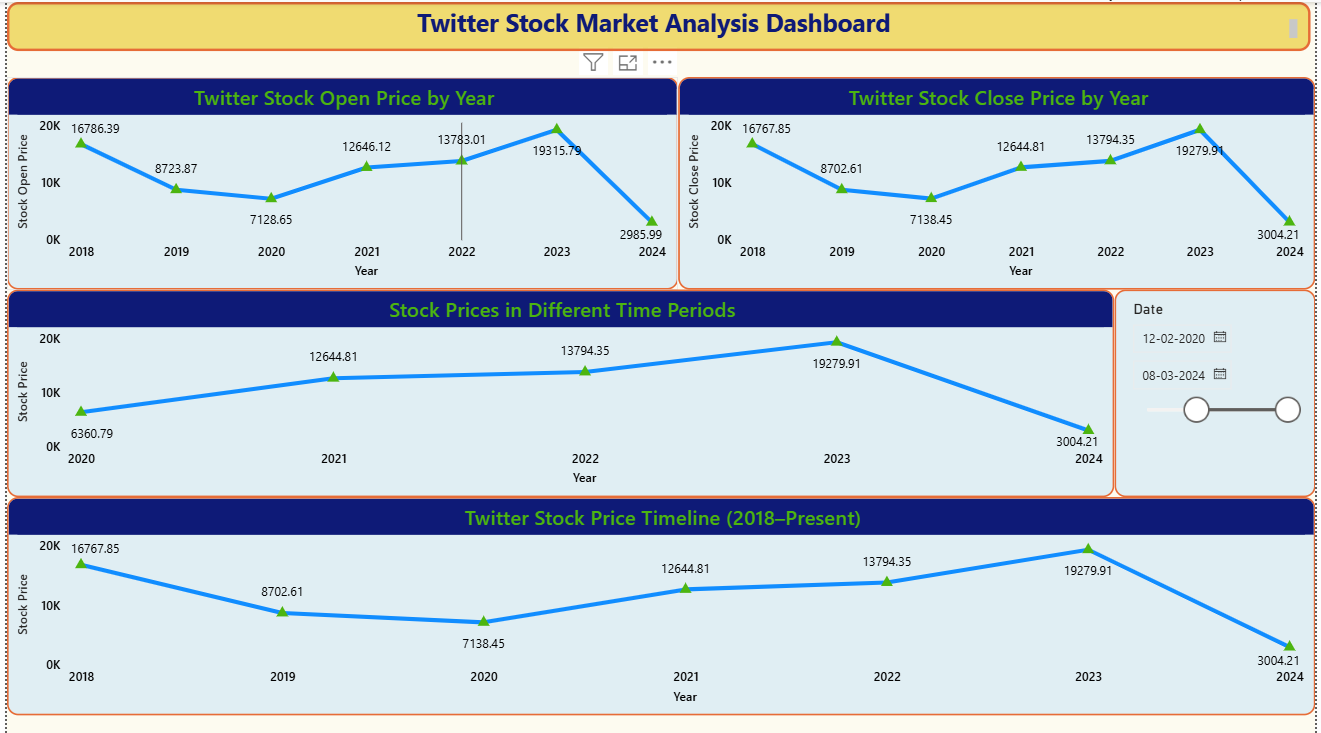 Twitter Stock Market Analysis Dashboard
Twitter Stock Open Price by Year
Stock Open Price
20K
10K
0K
16786.39
8723.87
7128.65
12646.12
13783.01
19315.79
2985.99
2018 2019 2020 2021 2022 2023 2024
Year
Twitter Stock Close Price by Year
Stock Close Price
20K
10K
0K
16767.85
8702.61
7138.45
12644.81
13794.35
19279.91
3004.21
2018 2019 2020 2021 2022 2023 2024
Year
Stock Prices in Different Time Periods
Stock Price
20K
10K
0K
6360.79
12644.81
13794.35
19279.91
3004.21
2020 2021 2022 2023 2024
Year
Date
12-02-2020
08-03-2024
Twitter Stock Price Timeline (2018–Present)
Stock Price
20K
10K
0K
16767.85
8702.61
7138.45
12644.81
13794.35
19279.91
3004.21
2018 2019 2020 2021 2022 2023 2024
Year